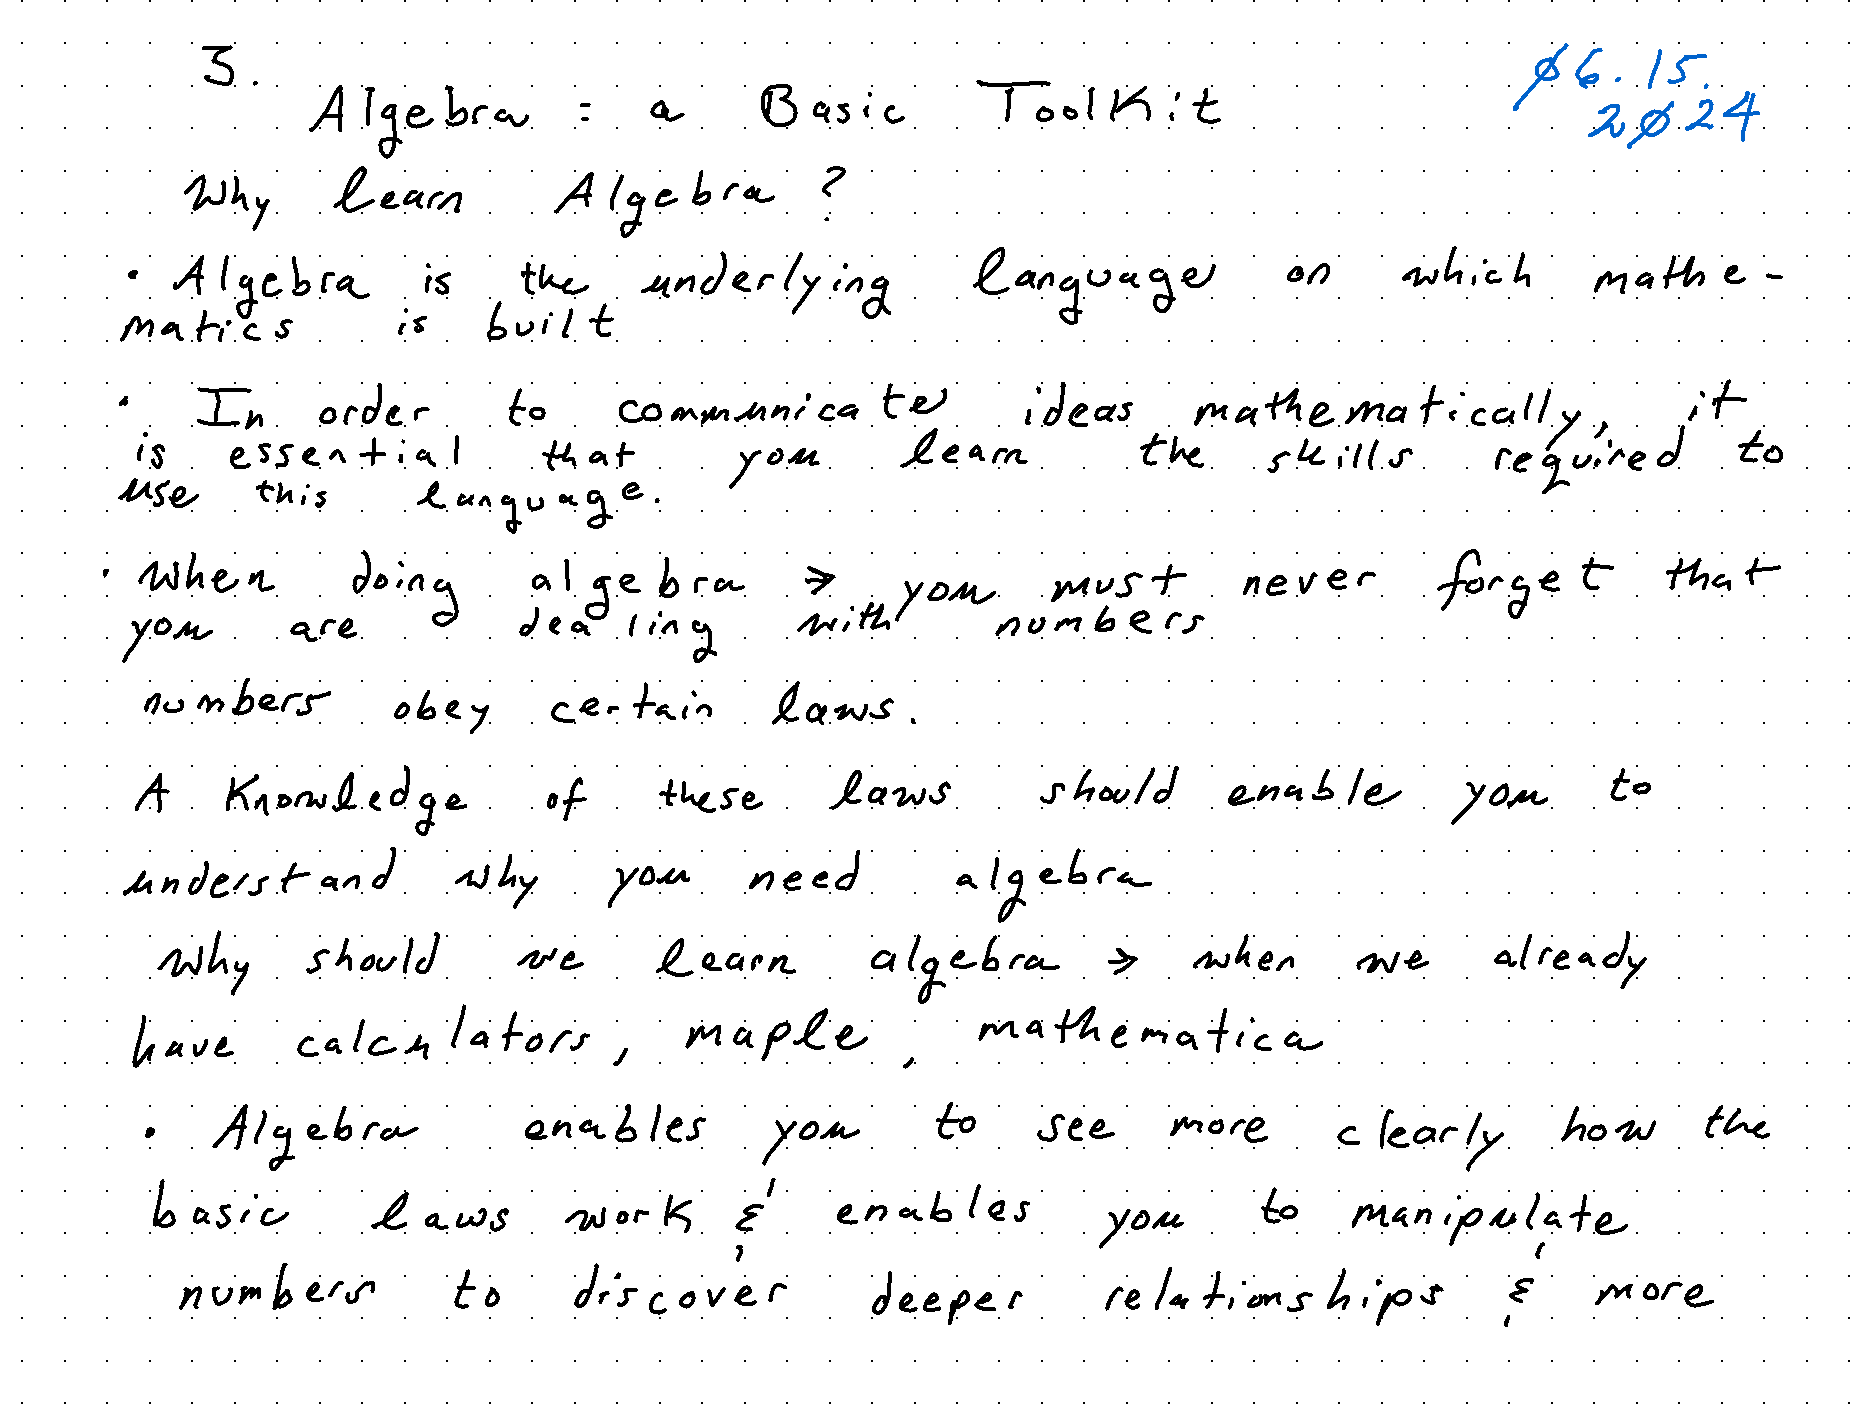 3.
Algebra : a Basic ToolKit
φ6.15.
2φ24
Why learn Algebra ?
• Algebra is the underlying language on which mathe-
matics is built
• In order to communicate ideas mathematically, it
is essential that you learn the skills required to
use this language.
• When doing algebra → you must never forget that
you are dealing with numbers
numbers obey certain laws.
A Knowledge of these laws should enable you to
understand why you need algebra
Why should we learn algebra → when we already
have calculators, maple, mathematica
• Algebra enables you to see more clearly how the
basic laws work & enables you to manipulate
numbers to discover deeper relationships & more